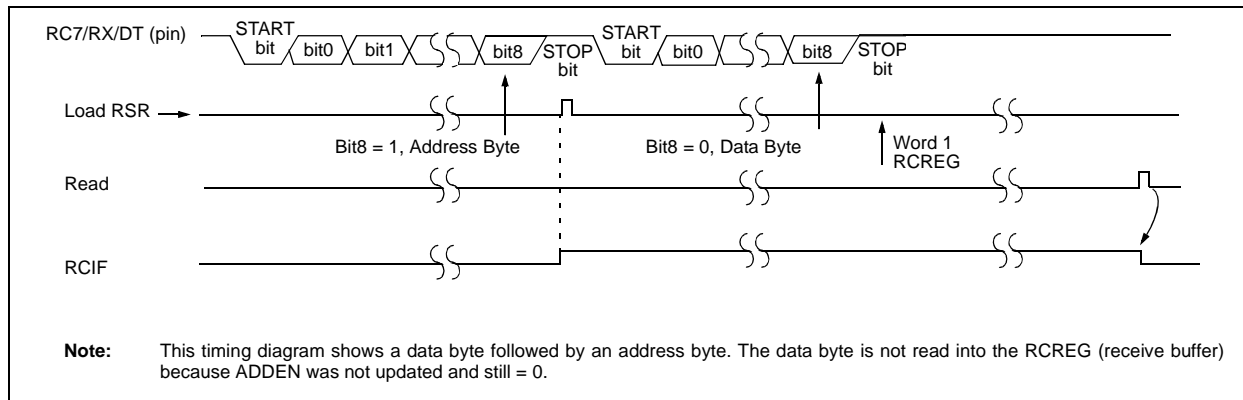 RC7/RX/DT (pin)
START
bit
bit0
bit1
bit8
STOP
bit
START
bit
bit0
bit8
STOP
bit
Load RSR
Bit8 = 1, Address Byte
Bit8 = 0, Data Byte
Word 1
RCREG
Read
RCIF
Note: This timing diagram shows a data byte followed by an address byte. The data byte is not read into the RCREG (receive buffer)
because ADDEN was not updated and still = 0.